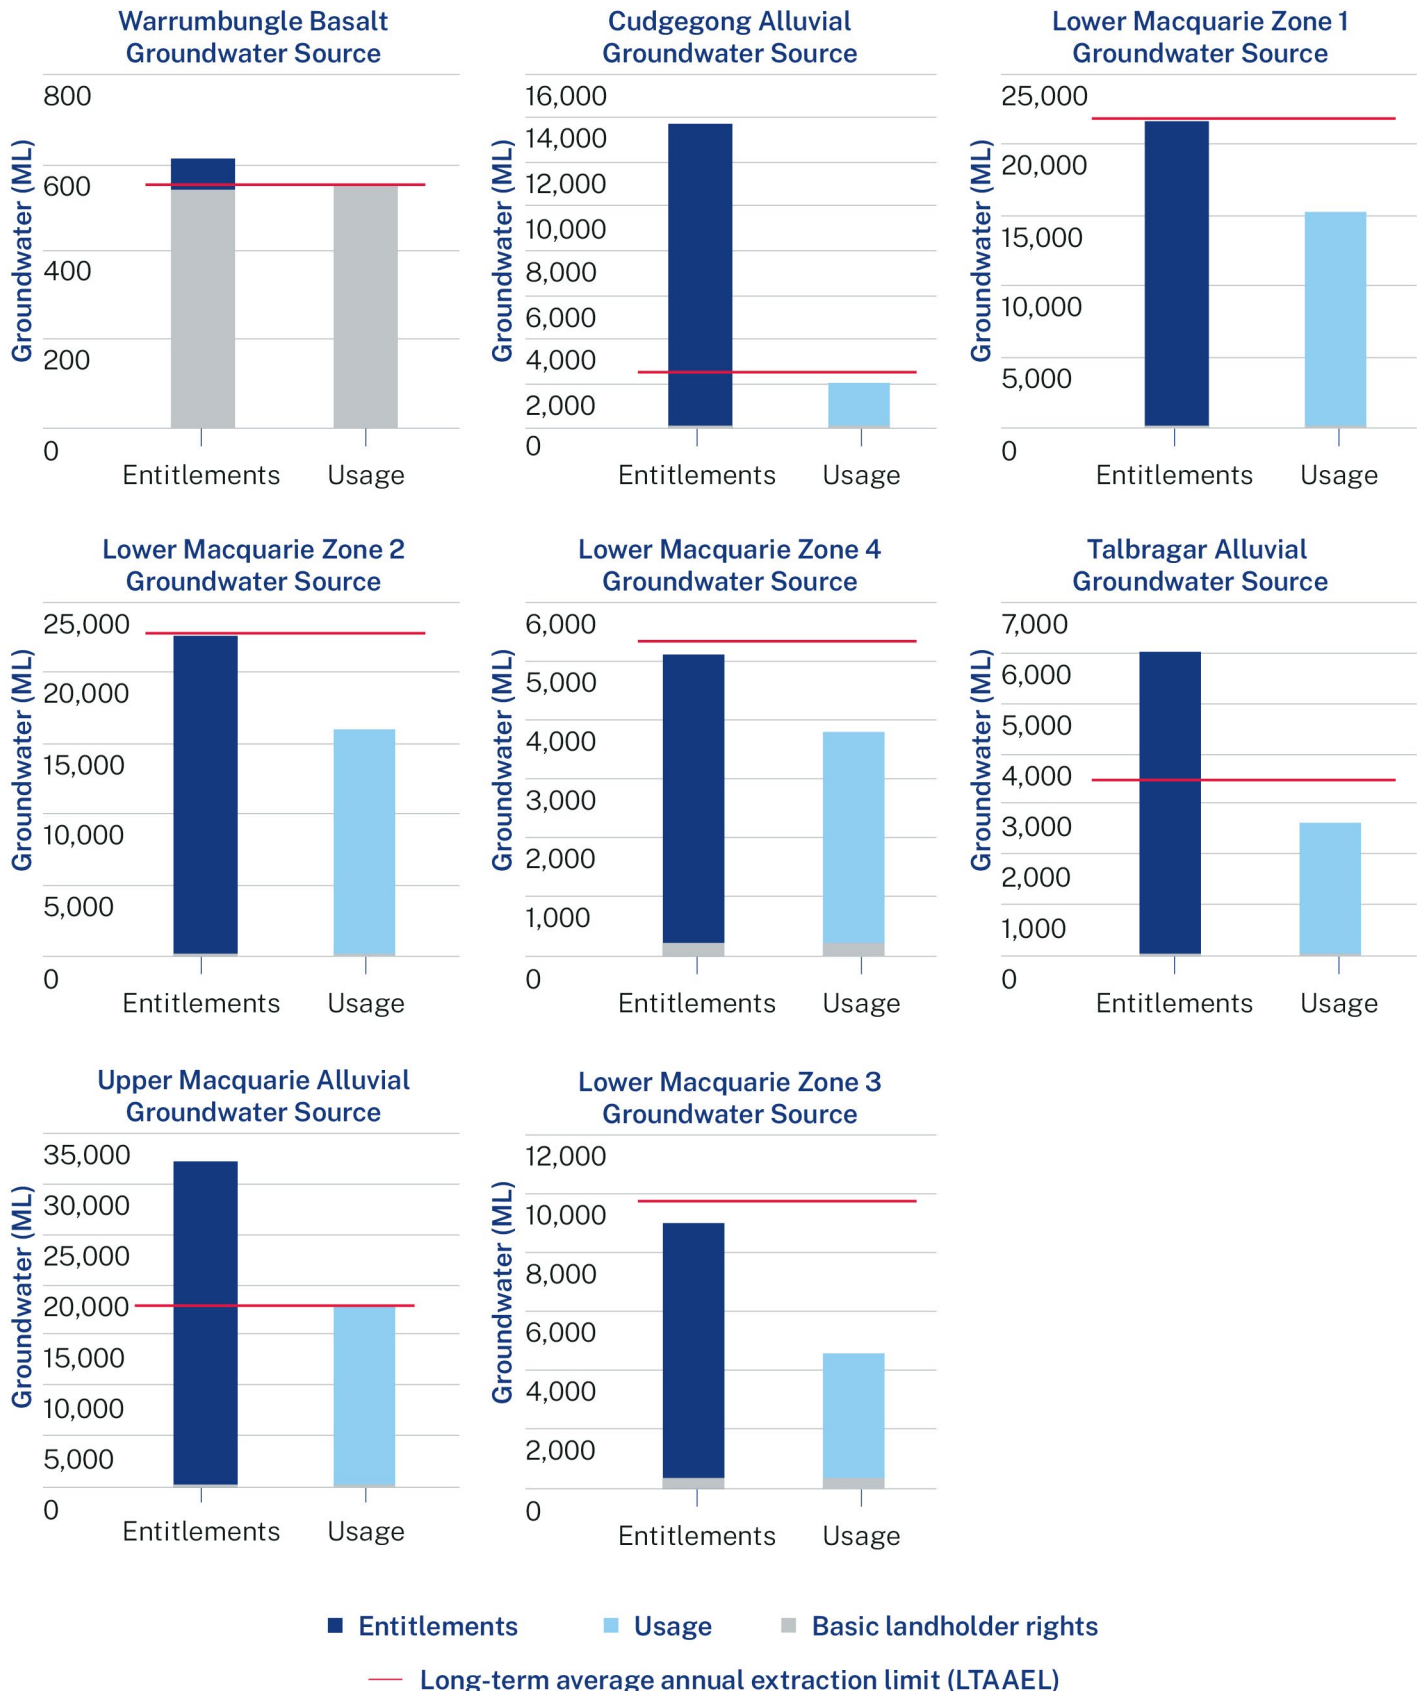 Warrumbungle Basalt
Groundwater Source
Groundwater (ML)
800
600
400
200
0
Entitlements
Usage
Cudgegong Alluvial
Groundwater Source
Groundwater (ML)
16,000
14,000
12,000
10,000
8,000
6,000
4,000
2,000
0
Entitlements
Usage
Lower Macquarie Zone 1
Groundwater Source
Groundwater (ML)
25,000
20,000
15,000
10,000
5,000
0
Entitlements
Usage
Lower Macquarie Zone 2
Groundwater Source
Groundwater (ML)
25,000
20,000
15,000
10,000
5,000
0
Entitlements
Usage
Lower Macquarie Zone 4
Groundwater Source
Groundwater (ML)
6,000
5,000
4,000
3,000
2,000
1,000
0
Entitlements
Usage
Talbragar Alluvial
Groundwater Source
Groundwater (ML)
7,000
6,000
5,000
4,000
3,000
2,000
1,000
0
Entitlements
Usage
Upper Macquarie Alluvial
Groundwater Source
Groundwater (ML)
35,000
30,000
25,000
20,000
15,000
10,000
5,000
0
Entitlements
Usage
Lower Macquarie Zone 3
Groundwater Source
Groundwater (ML)
12,000
10,000
8,000
6,000
4,000
2,000
0
Entitlements
Usage
Entitlements
Usage
Basic landholder rights
Long-term average annual extraction limit (LTAAEL)